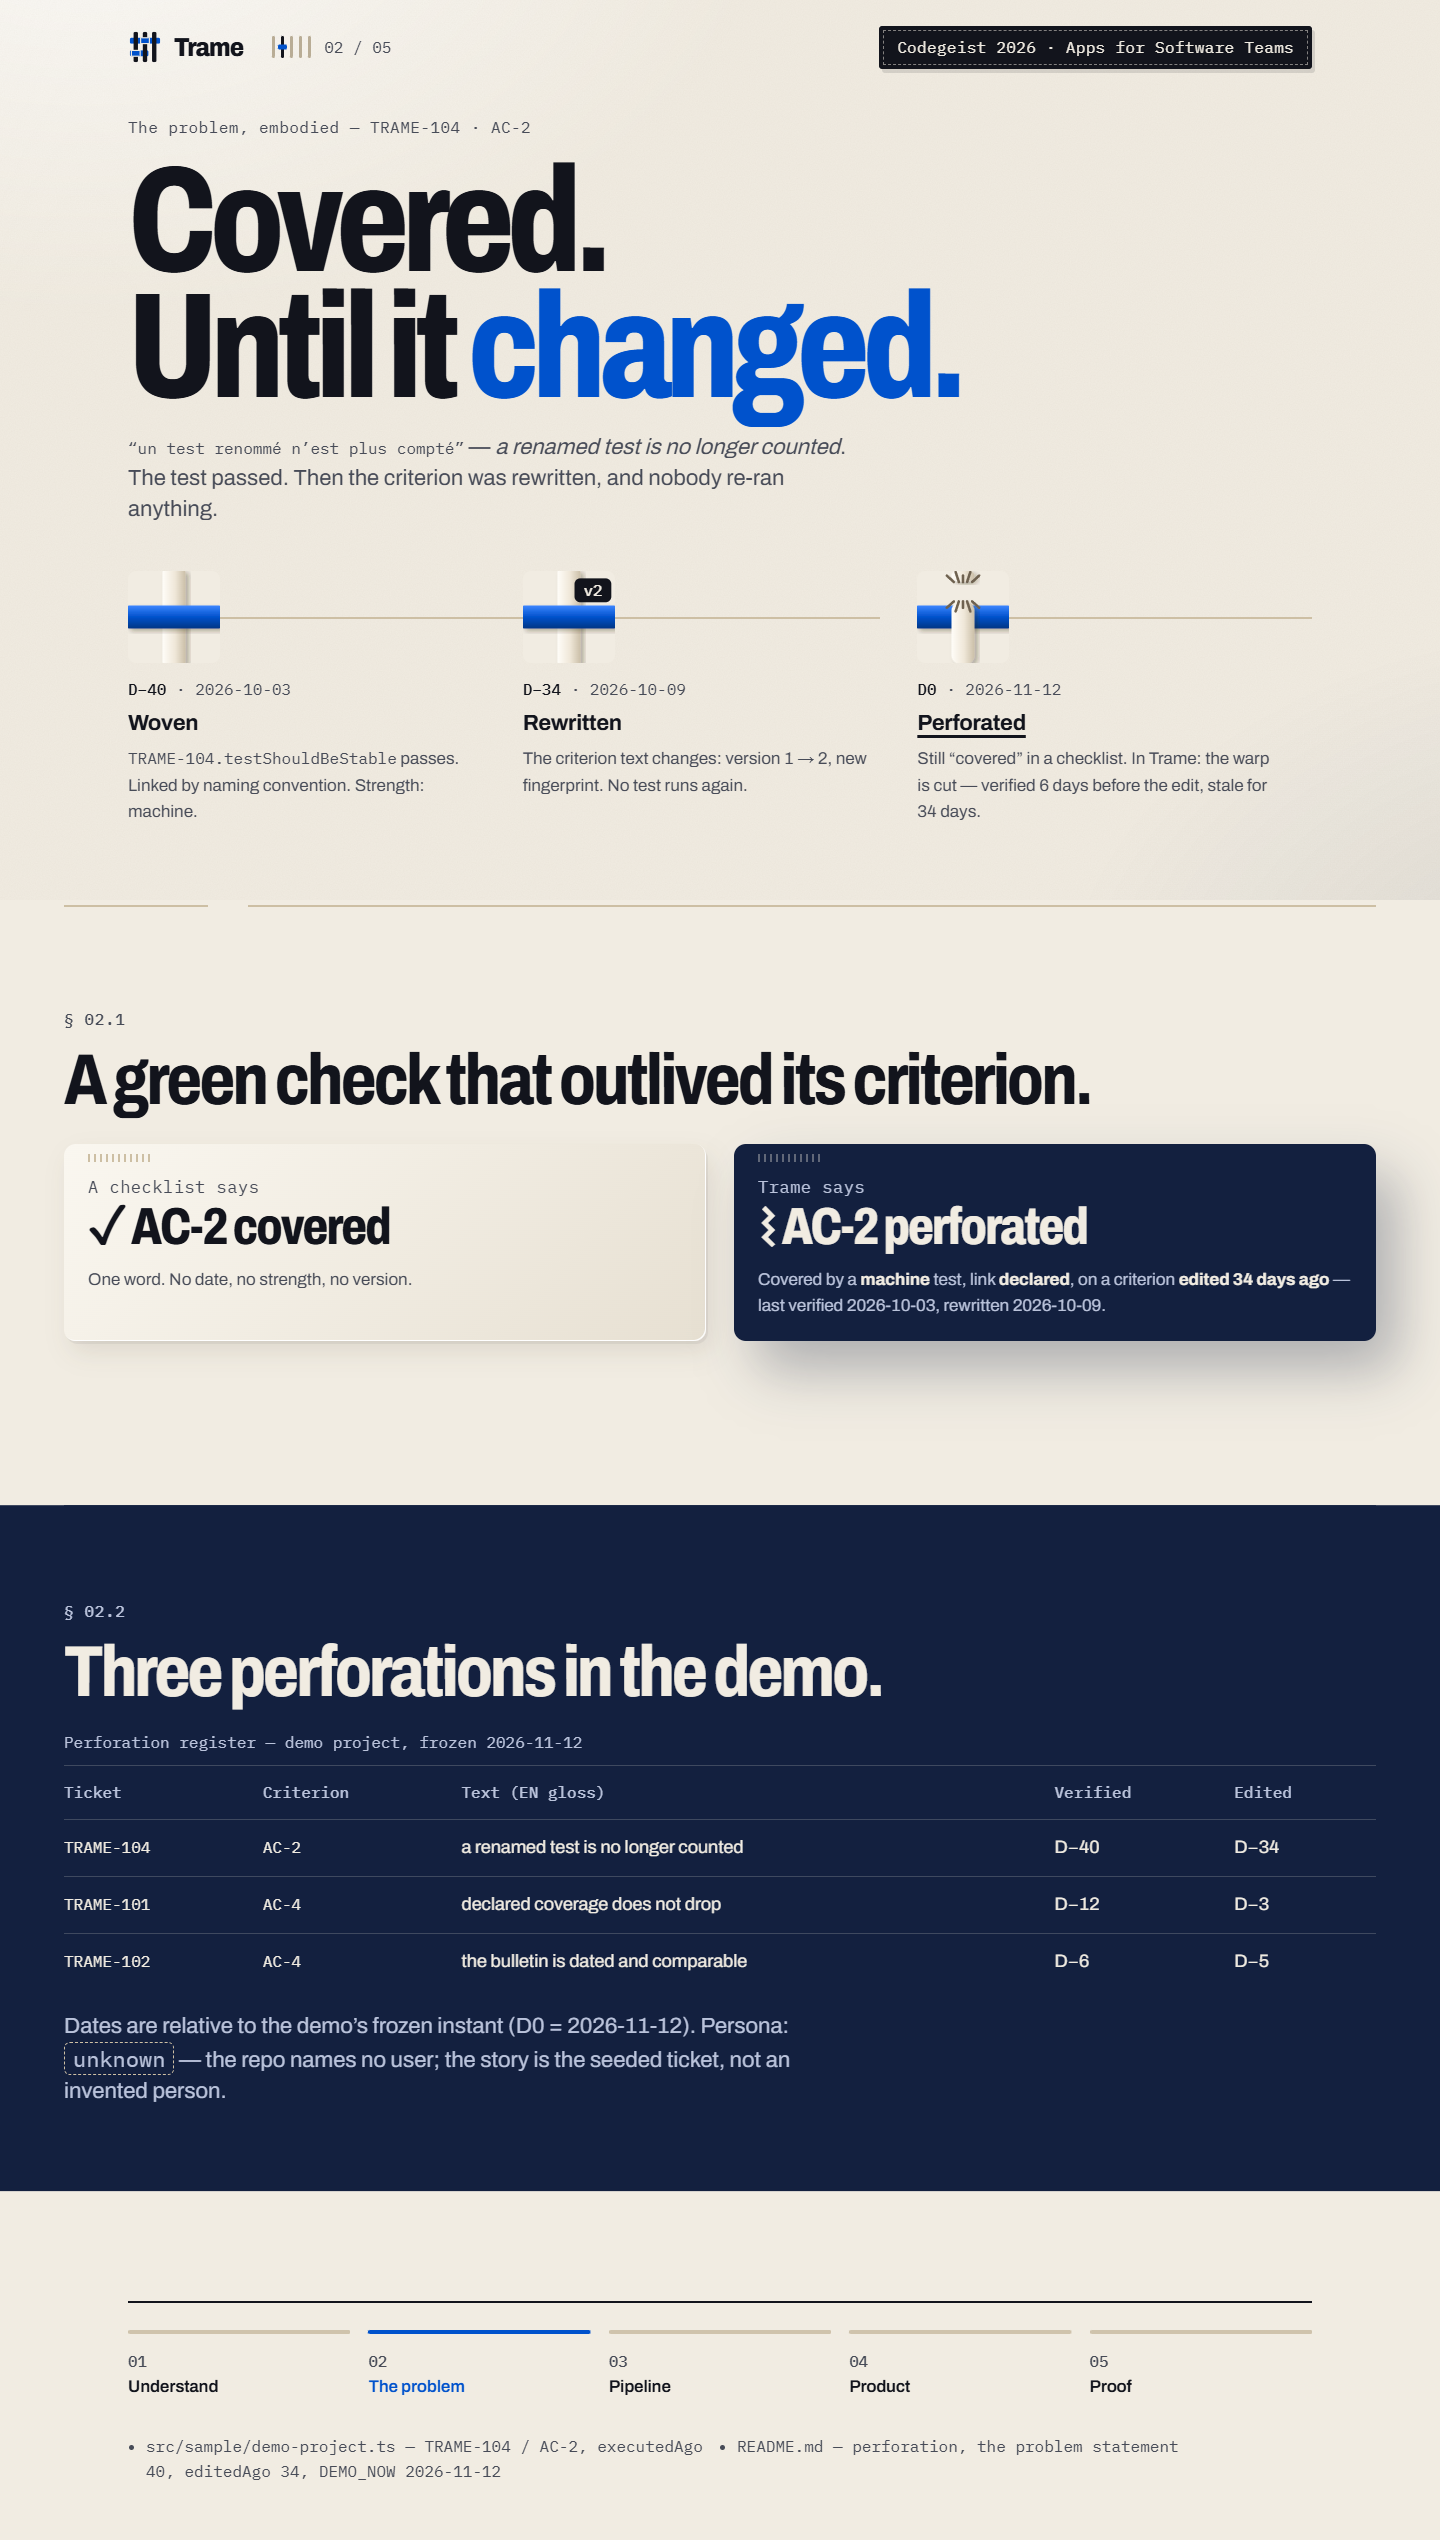 Trame
02 / 05
Codegeist 2026 · Apps for Software Teams
The problem, embodied — TRAME-104 · AC-2
Covered.
Until it changed.
“un test renommé n’est plus compté” — a renamed test is no longer counted.
The test passed. Then the criterion was rewritten, and nobody re-ran
anything.
v2
D−40 · 2026-10-03
Woven
TRAME-104.testShouldBeStable passes.
Linked by naming convention. Strength:
machine.
D−34 · 2026-10-09
Rewritten
The criterion text changes: version 1 → 2, new
fingerprint. No test runs again.
D0 · 2026-11-12
Perforated
Still “covered” in a checklist. In Trame: the warp
is cut — verified 6 days before the edit, stale for
34 days.
§ 02.1
A green check that outlived its criterion.
A checklist says
✓ AC-2 covered
One word. No date, no strength, no version.
Trame says
⌇ AC-2 perforated
Covered by a machine test, link declared, on a criterion edited 34 days ago —
last verified 2026-10-03, rewritten 2026-10-09.
§ 02.2
Three perforations in the demo.
Perforation register — demo project, frozen 2026-11-12
Ticket Criterion Text (EN gloss) Verified Edited
TRAME-104 AC-2 a renamed test is no longer counted D−40 D−34
TRAME-101 AC-4 declared coverage does not drop D−12 D−3
TRAME-102 AC-4 the bulletin is dated and comparable D−6 D−5
Dates are relative to the demo’s frozen instant (D0 = 2026-11-12). Persona:
unknown — the repo names no user; the story is the seeded ticket, not an
invented person.
01
Understand
02
The problem
03
Pipeline
04
Product
05
Proof
• src/sample/demo-project.ts — TRAME-104 / AC-2, executedAgo
40, editedAgo 34, DEMO_NOW 2026-11-12
• README.md — perforation, the problem statement